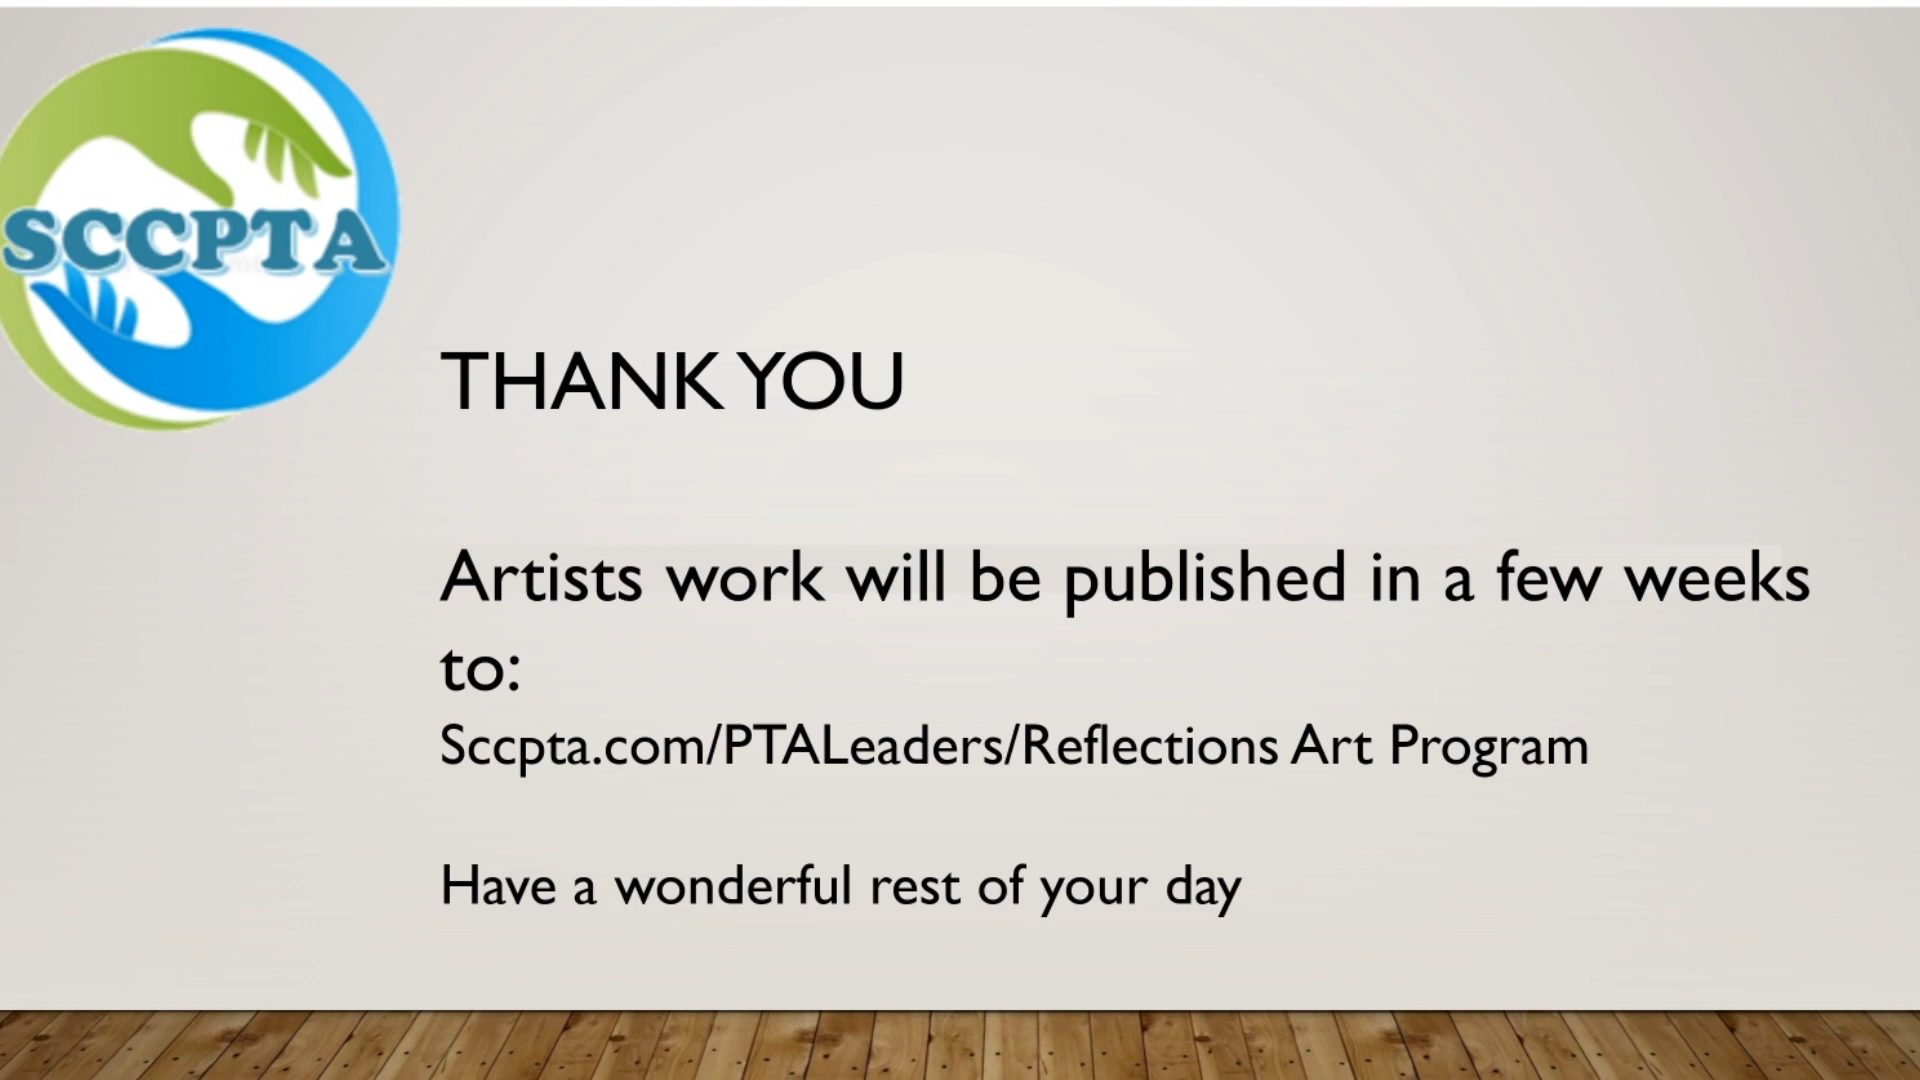 SCCPTA
THANK YOU
Artists work will be published in a few weeks
to:
Sccpta.com/PTALeaders/Reflections Art Program
Have a wonderful rest of your day